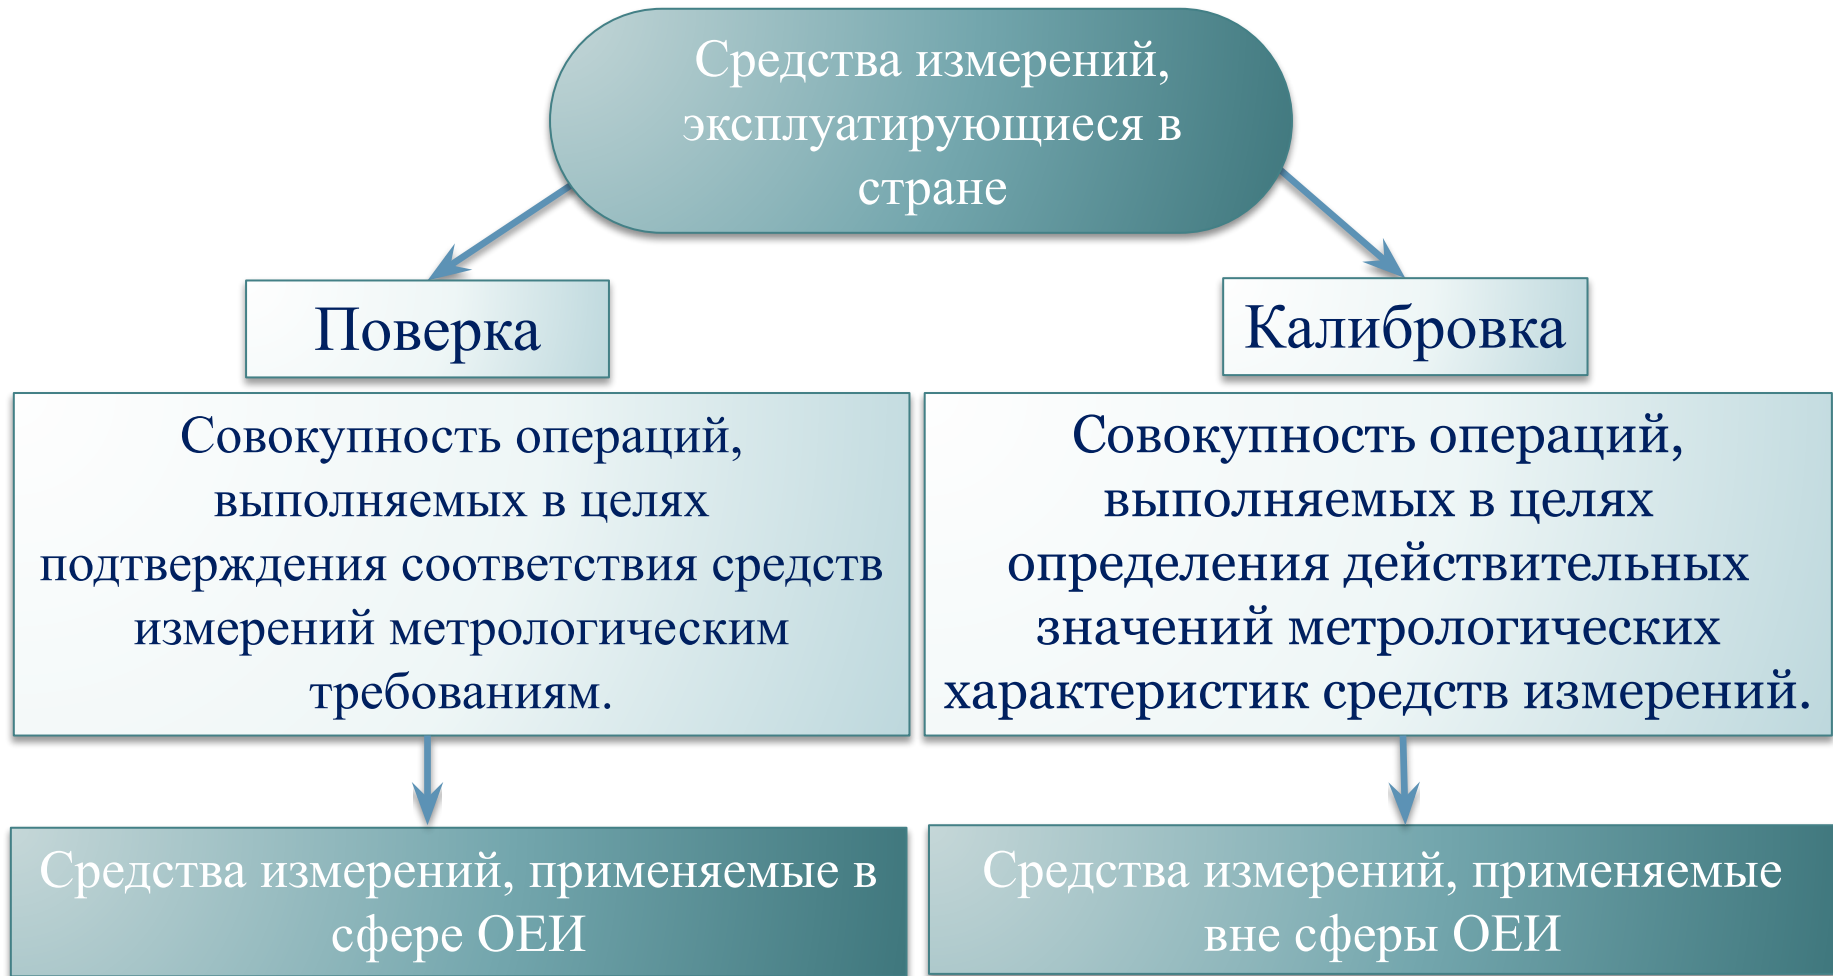 Средства измерений,
эксплуатирующиеся в
стране
Поверка
Калибровка
Совокупность операций,
выполняемых в целях
подтверждения соответствия средств
измерений метрологическим
требованиям.
Совокупность операций,
выполняемых в целях
определения действительных
значений метрологических
характеристик средств измерений.
Средства измерений, применяемые в
сфере ОЕИ
Средства измерений, применяемые
вне сферы ОЕИ